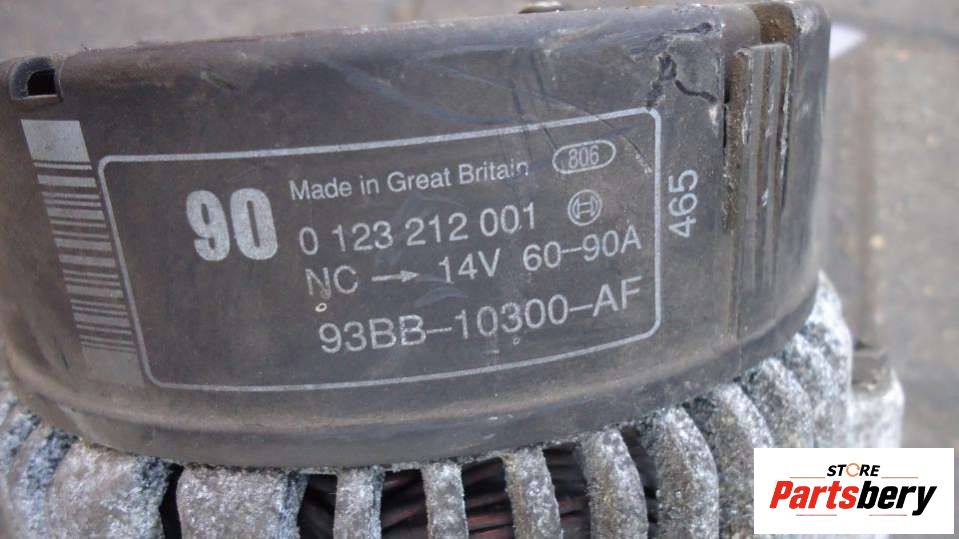 90
Made in Great Britain 806
0 123 212 001
NC → 14V 60–90A
93BB–10300–AF
465
STORE
Partsbery